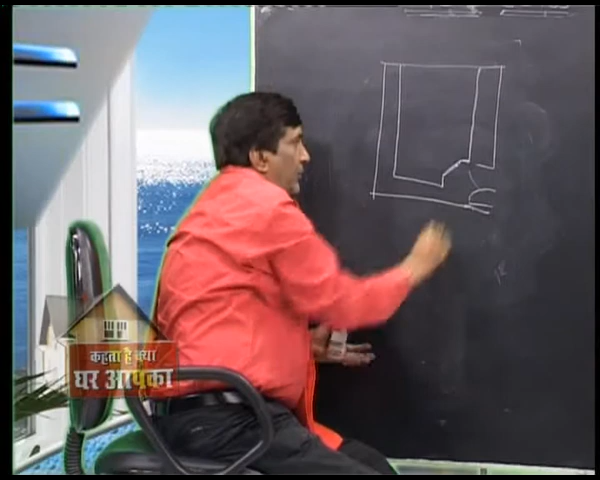 कहता है क्या
घर आपका